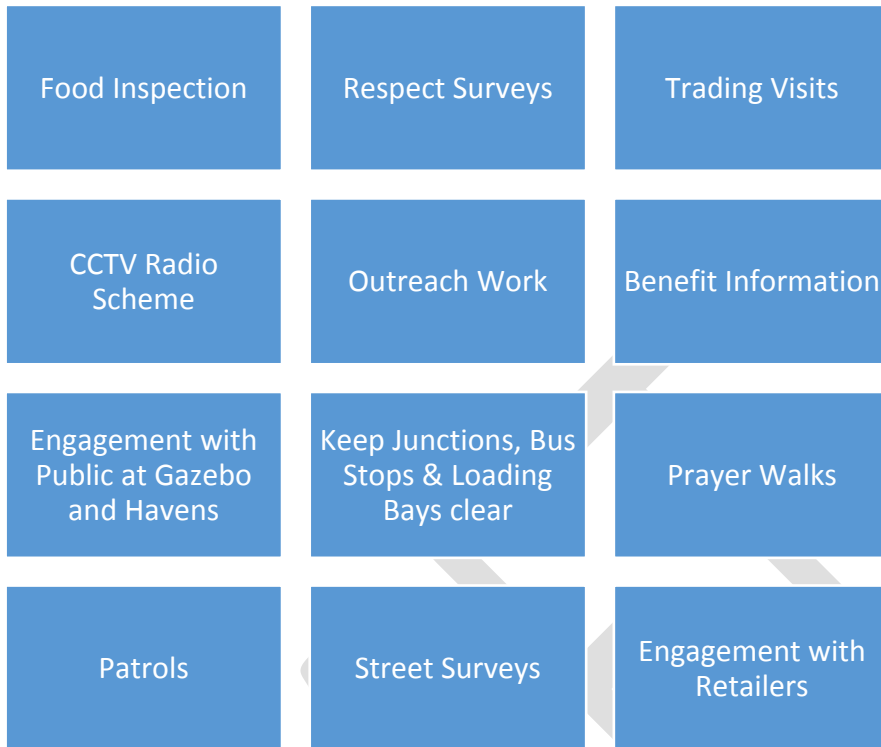 Food Inspection
Respect Surveys
Trading Visits
CCTV Radio
Scheme
Outreach Work
Benefit Information
Engagement with
Public at Gazebo
and Havens
Keep Junctions, Bus
Stops & Loading
Bays clear
Prayer Walks
Patrols
Street Surveys
Engagement with
Retailers